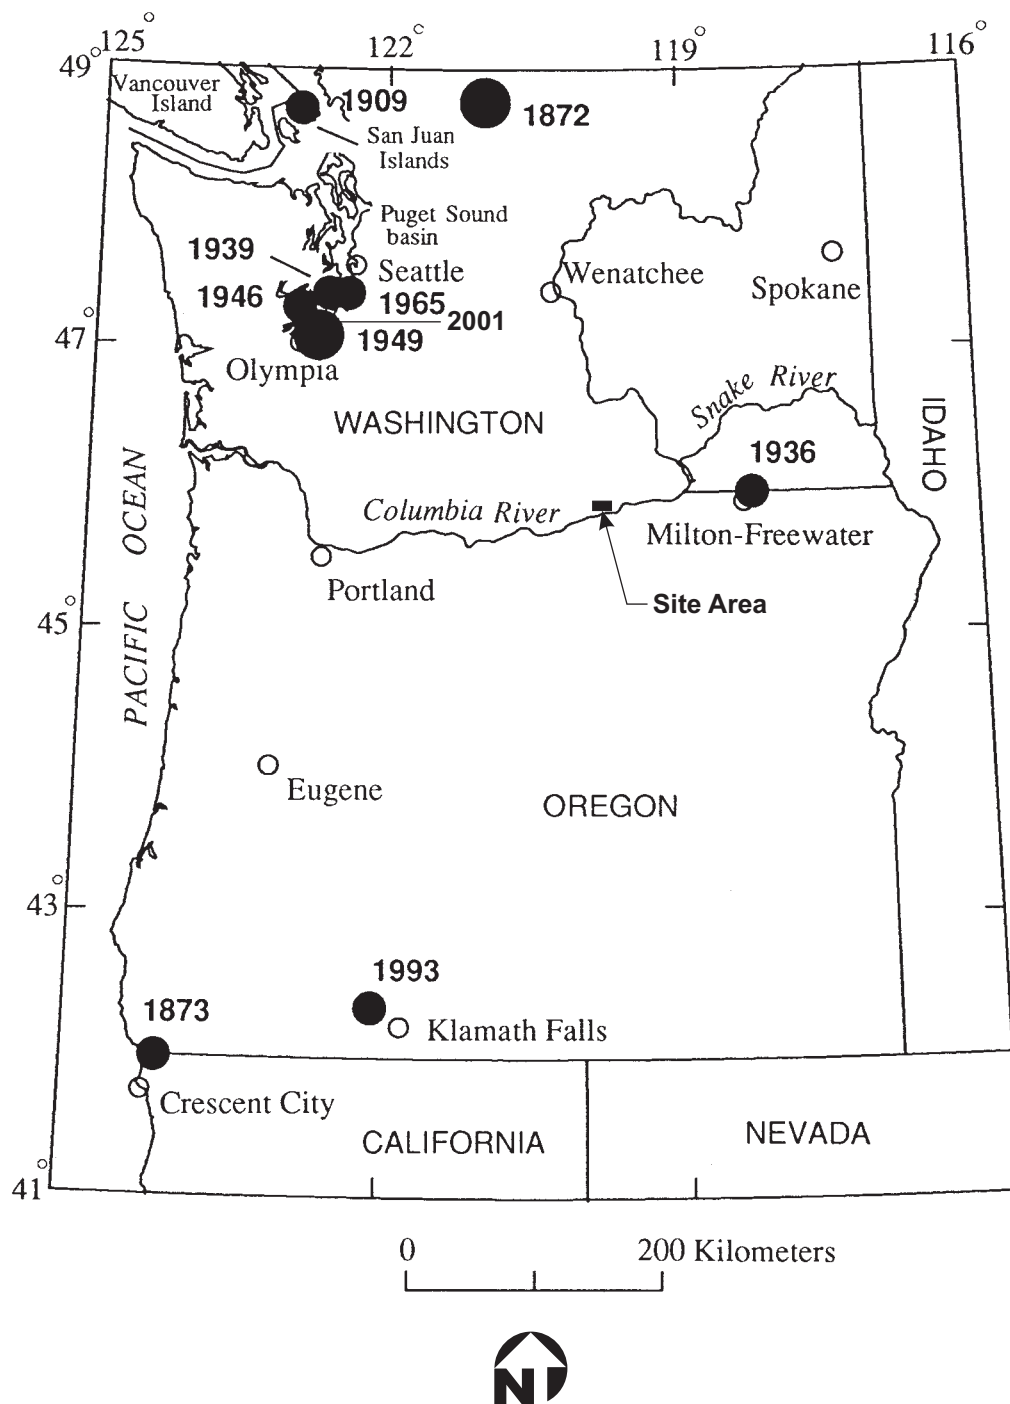 125°
122°
119°
116°
49°
Vancouver
Island
1909
1872
San Juan
Islands
Puget Sound
basin
1939
Seattle
Wenatchee
Spokane
1946
1965
2001
47°
1949
Olympia
Snake River
WASHINGTON
IDAHO
1936
PACIFIC OCEAN
Columbia River
Milton-Freewater
Portland
Site Area
45°
Eugene
OREGON
43°
1993
1873
Klamath Falls
Crescent City
CALIFORNIA
NEVADA
41°
0
200 Kilometers
N